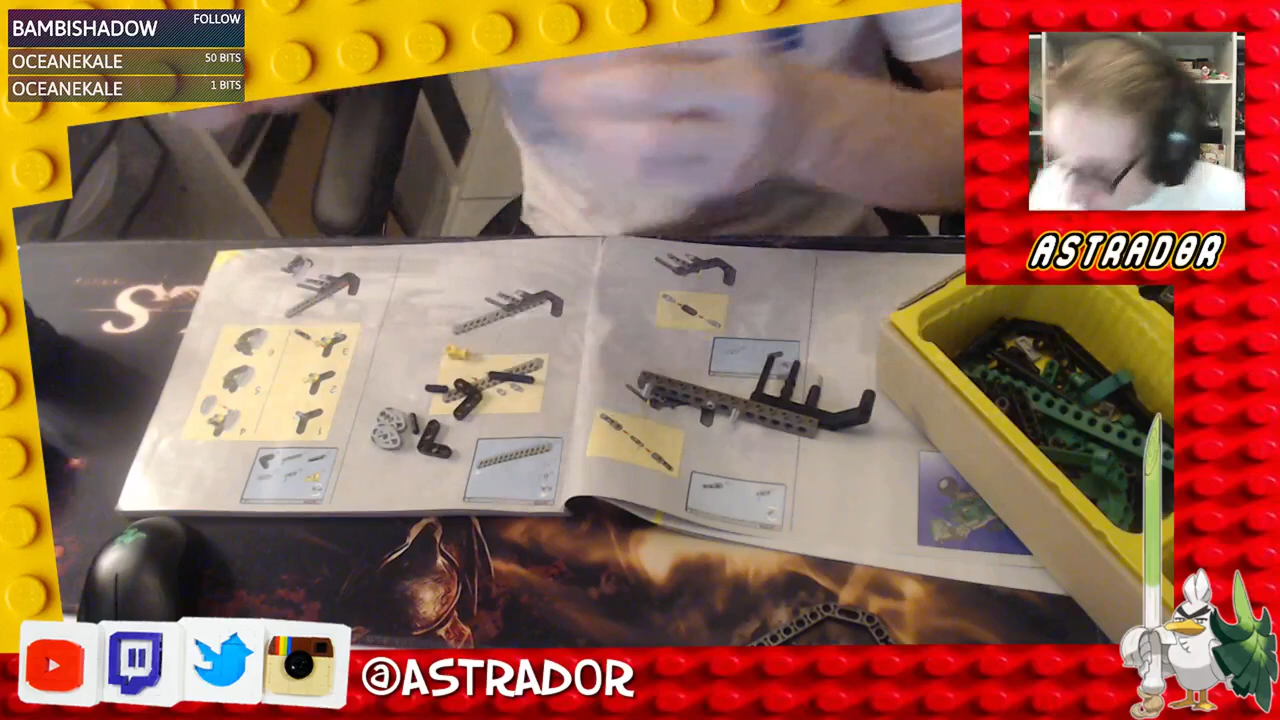 BAMBISHADOW FOLLOW
OCEANEKALE 50 BITS
OCEANEKALE 1 BITS
ASTRADOR
@ASTRADOR